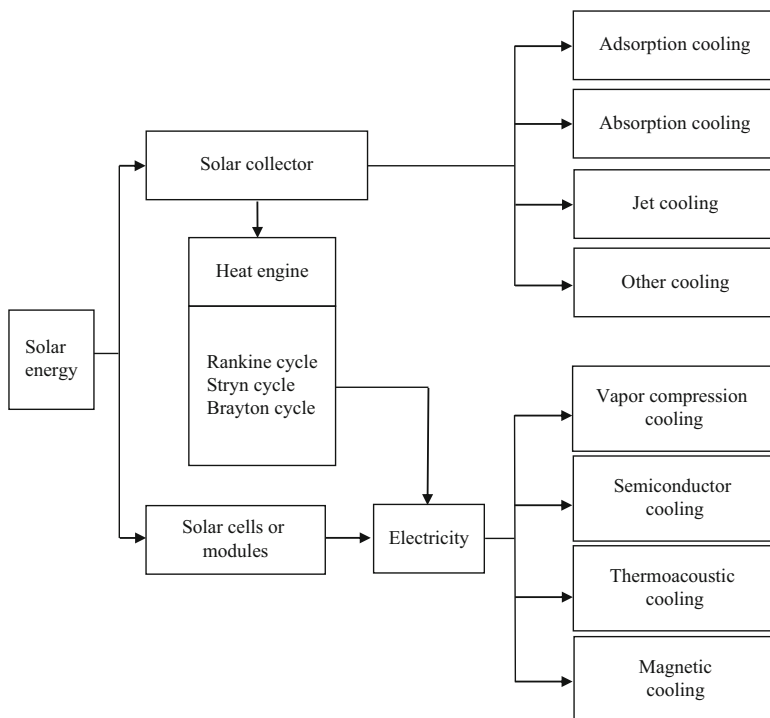 Adsorption cooling
Absorption cooling
Solar collector
Jet cooling
Heat engine
Other cooling
Solar
energy
Rankine cycle
Stryn cycle
Brayton cycle
Vapor compression
cooling
Semiconductor
cooling
Solar cells or
modules
Electricity
Thermoacoustic
cooling
Magnetic
cooling